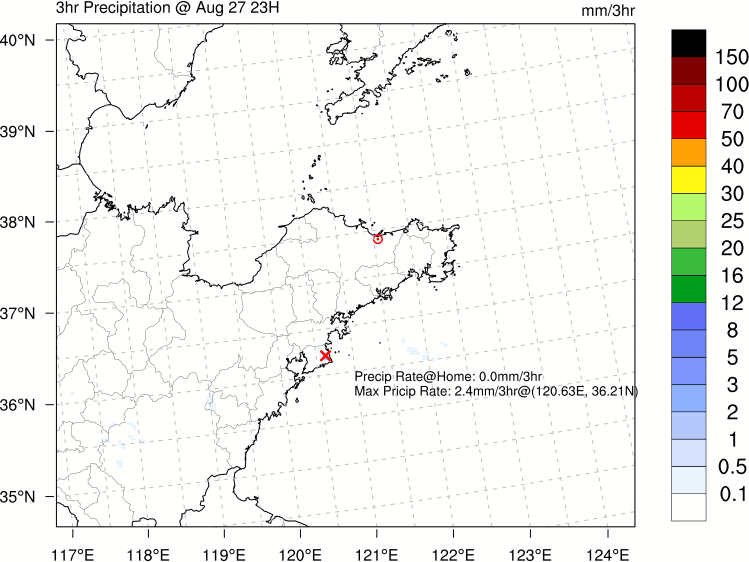 3hr Precipitation @ Aug 27 23H
mm/3hr
40°N
39°N
38°N
37°N
36°N
35°N
117°E 118°E 119°E 120°E 121°E 122°E 123°E 124°E
Precip Rate@Home: 0.0mm/3hr
Max Pricip Rate: 2.4mm/3hr@(120.63E, 36.21N)
150
100
70
50
40
30
25
20
16
12
8
5
3
2
1
0.5
0.1